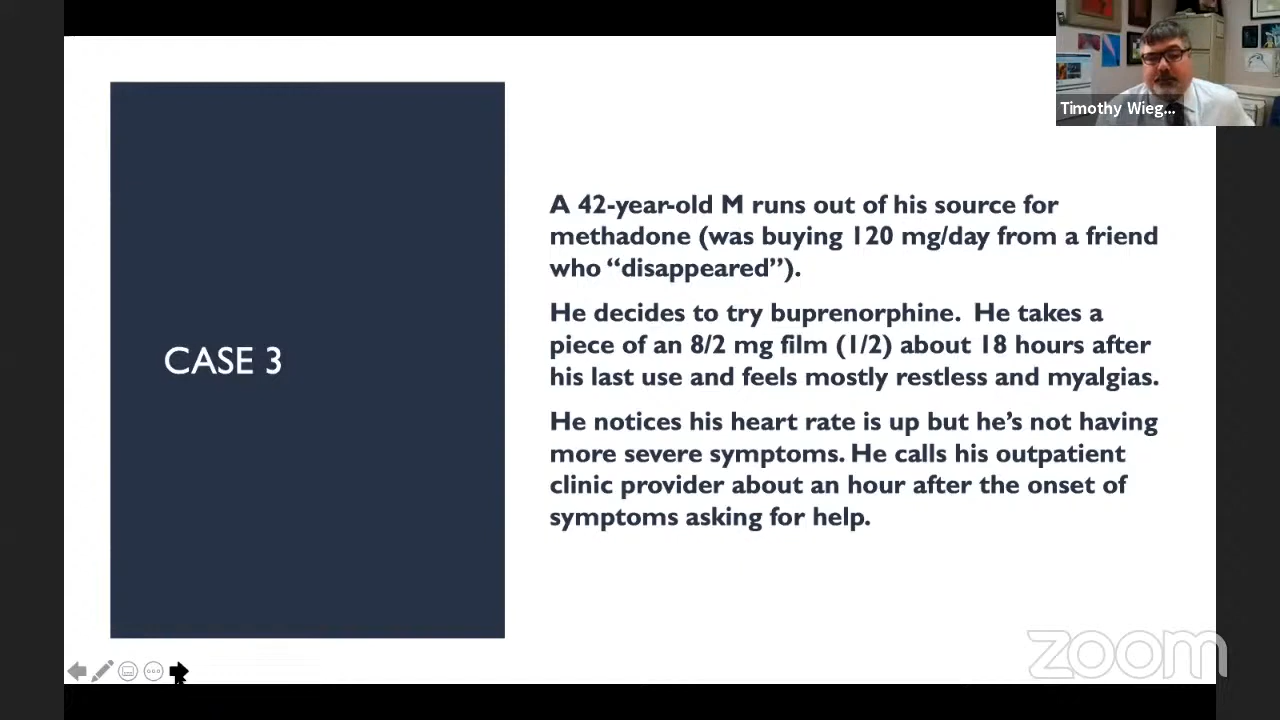 Timothy Wieg...
CASE 3
A 42-year-old M runs out of his source for
methadone (was buying 120 mg/day from a friend
who “disappeared”).
He decides to try buprenorphine.  He takes a
piece of an 8/2 mg film (1/2) about 18 hours after
his last use and feels mostly restless and myalgias.
He notices his heart rate is up but he’s not having
more severe symptoms. He calls his outpatient
clinic provider about an hour after the onset of
symptoms asking for help.
zoom